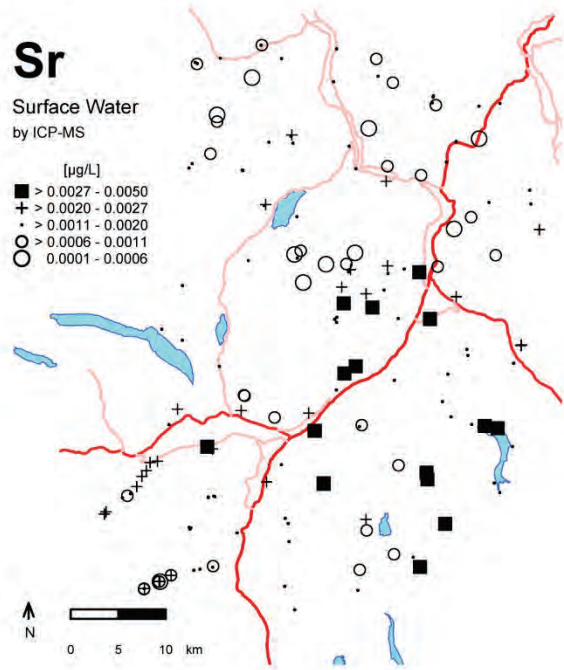 Sr
Surface Water
by ICP-MS
[µg/L]
> 0.0027 - 0.0050
> 0.0020 - 0.0027
> 0.0011 - 0.0020
> 0.0006 - 0.0011
0.0001 - 0.0006
N
0 5 10 km